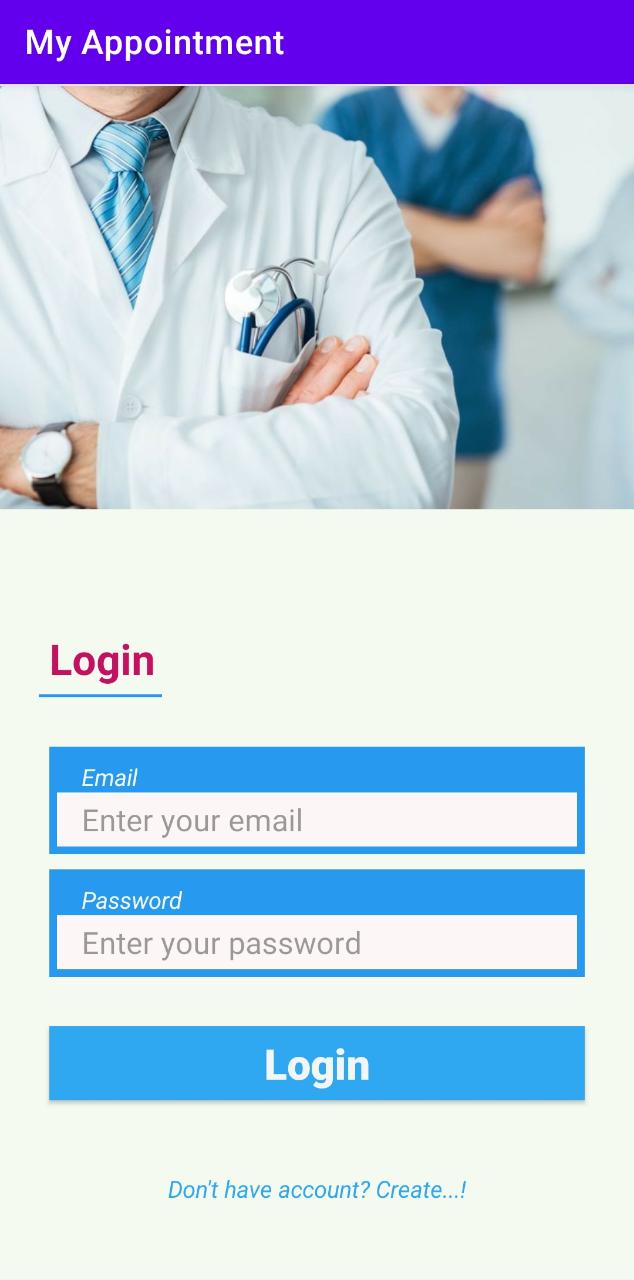 My Appointment
Login
Email
Enter your email
Password
Enter your password
Login
Don't have account? Create...!